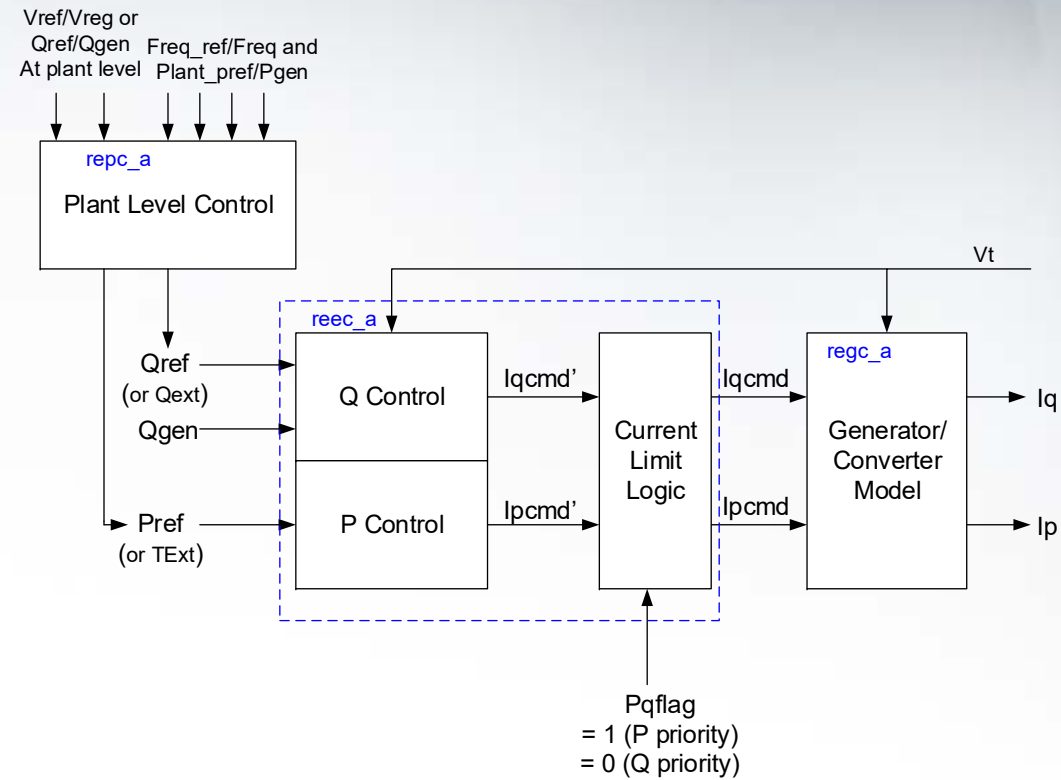 Vref/Vreg or
Qref/Qgen
At plant level
Freq_ref/Freq and
Plant_pref/Pgen
repc_a
Plant Level Control
Vt
reec_a
regc_a
Qref
(or Qext)
Qgen
Q Control
Iqcmd’
Iqcmd
Iq
Current
Limit
Logic
Generator/
Converter
Model
Pref
(or TExt)
P Control
Ipcmd’
Ipcmd
Ip
Pqflag
= 1 (P priority)
= 0 (Q priority)